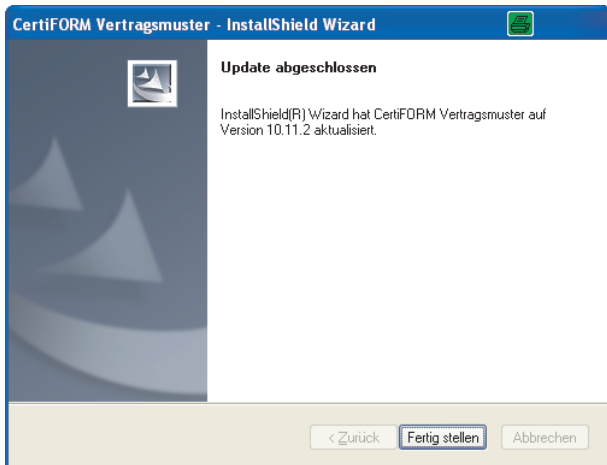 CertiFORM Vertragsmuster - InstallShield Wizard
Update abgeschlossen
InstallShield(R) Wizard hat CertiFORM Vertragsmuster auf
Version 10.11.2 aktualisiert.
< Zurück Fertig stellen Abbrechen